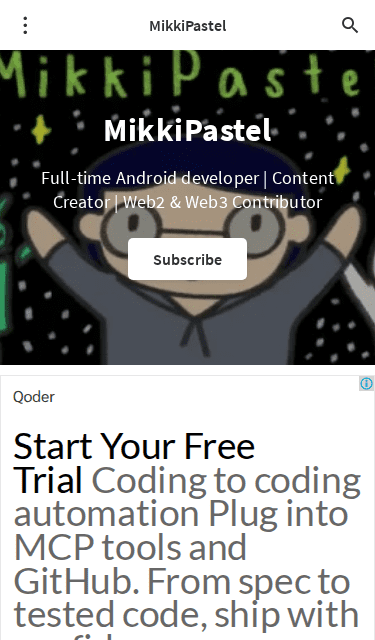 MikkiPastel
MikkiPaste
MikkiPastel
Full-time Android developer | Content
Creator | Web2 & Web3 Contributor
Subscribe
Qoder
Start Your Free
Trial Coding to coding
automation Plug into
MCP tools and
GitHub. From spec to
tested code, ship with